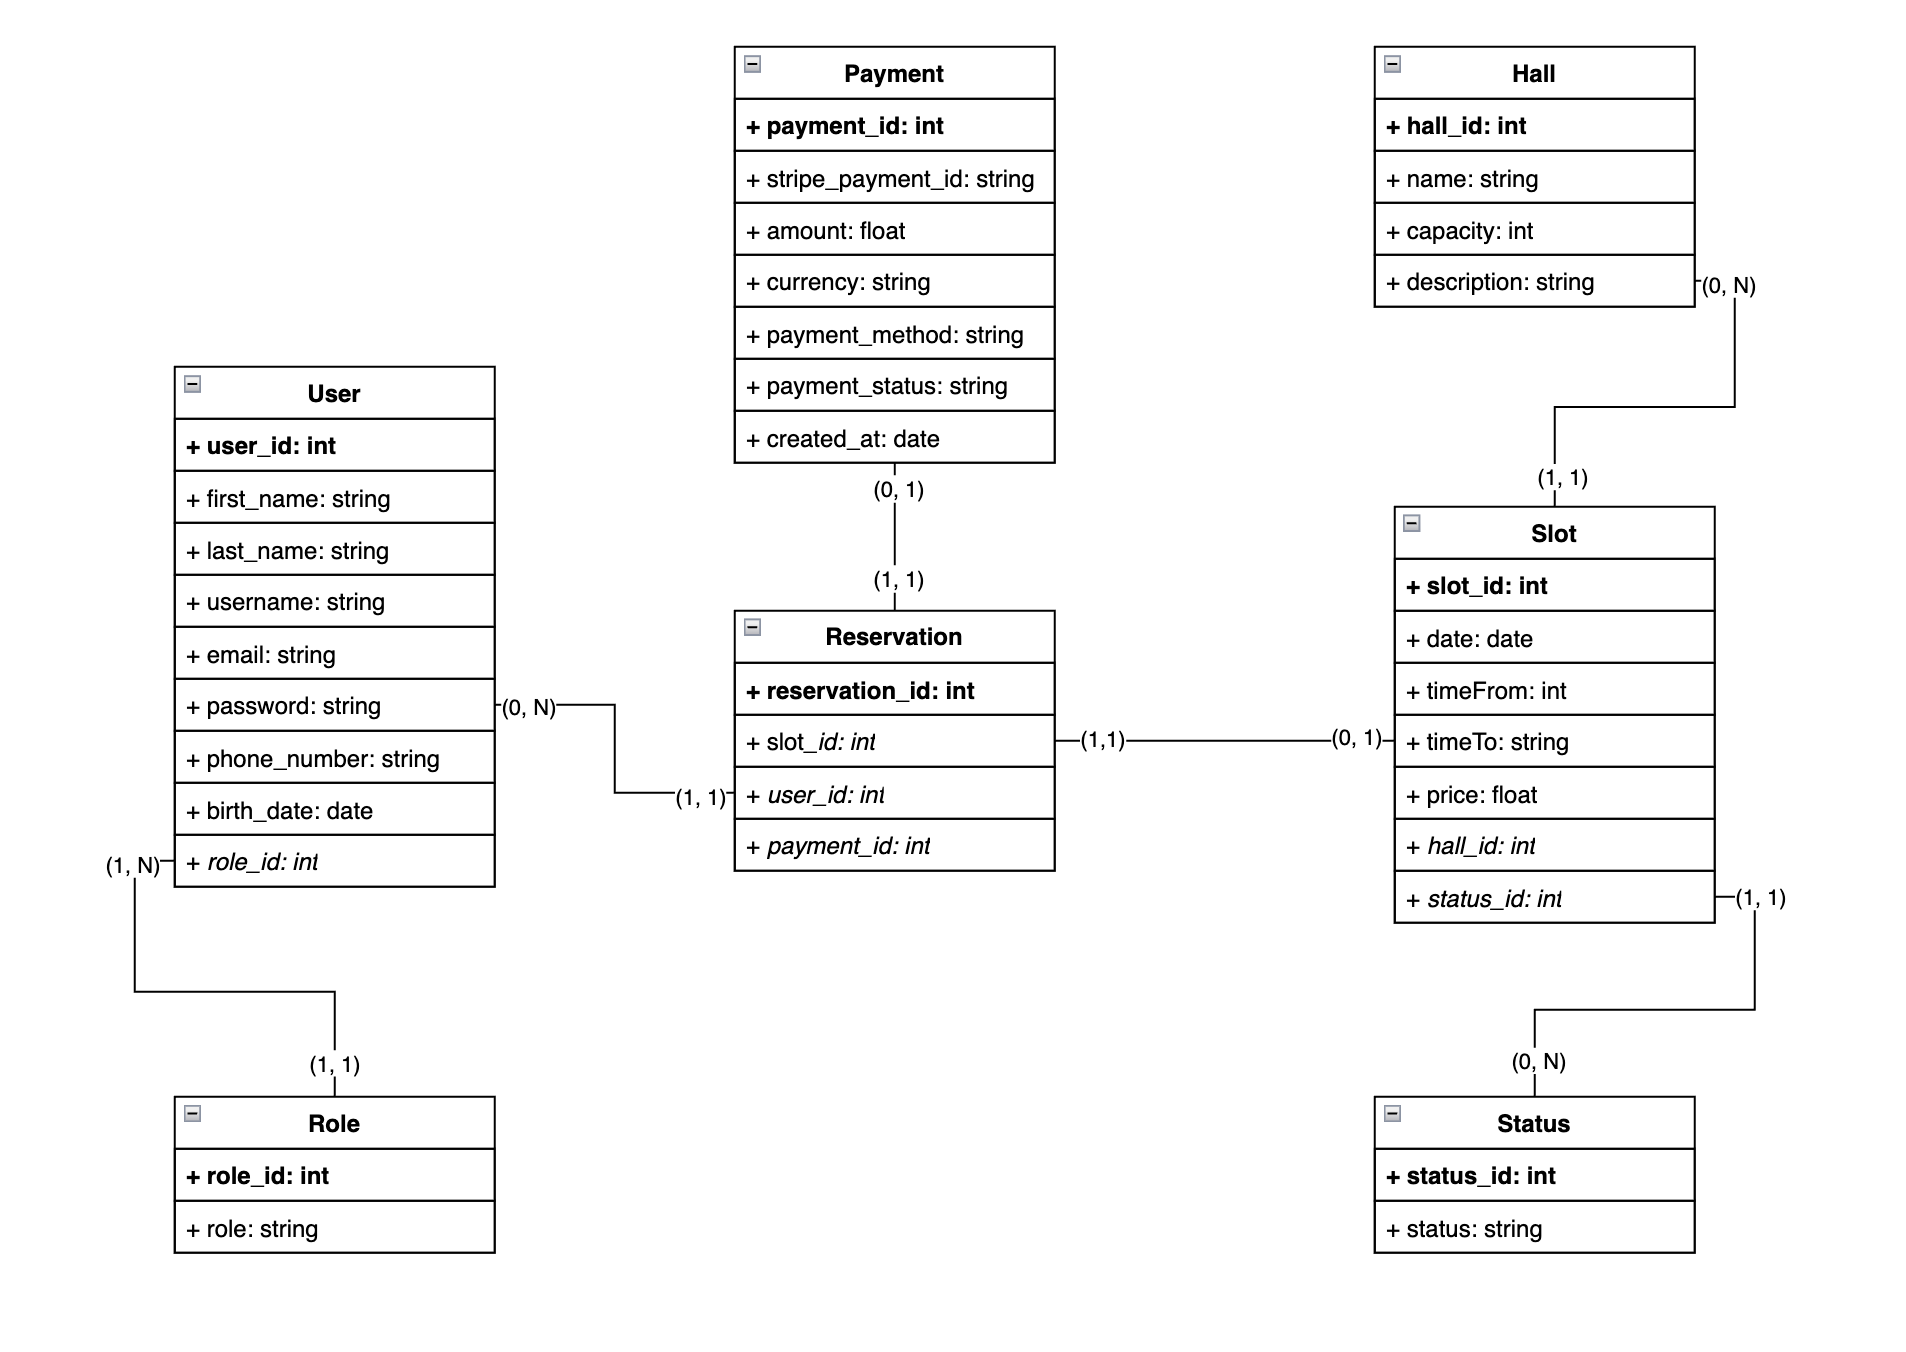 Payment
+ payment_id: int
+ stripe_payment_id: string
+ amount: float
+ currency: string
+ payment_method: string
+ payment_status: string
+ created_at: date
(0, 1)
(1, 1)
Hall
+ hall_id: int
+ name: string
+ capacity: int
+ description: string
(0, N)
(1, 1)
User
+ user_id: int
+ first_name: string
+ last_name: string
+ username: string
+ email: string
+ password: string
+ phone_number: string
+ birth_date: date
+ role_id: int
(0, N)
(1, 1)
(1, N)
(1, 1)
Reservation
+ reservation_id: int
+ slot_id: int
+ user_id: int
+ payment_id: int
(1,1)
(0, 1)
Slot
+ slot_id: int
+ date: date
+ timeFrom: int
+ timeTo: string
+ price: float
+ hall_id: int
+ status_id: int
(1, 1)
(0, N)
Role
+ role_id: int
+ role: string
Status
+ status_id: int
+ status: string